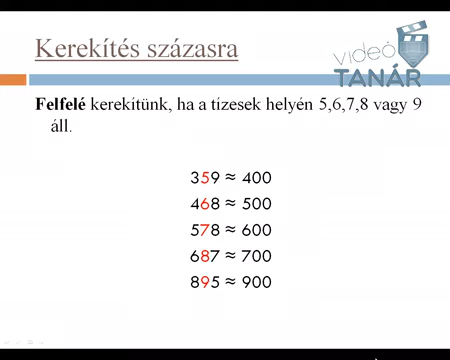 Kerekítés százasra
videó
TANÁR
Felfelé kerekítünk, ha a tízesek helyén 5,6,7,8 vagy 9
áll.
359 ≈ 400
468 ≈ 500
578 ≈ 600
687 ≈ 700
895 ≈ 900